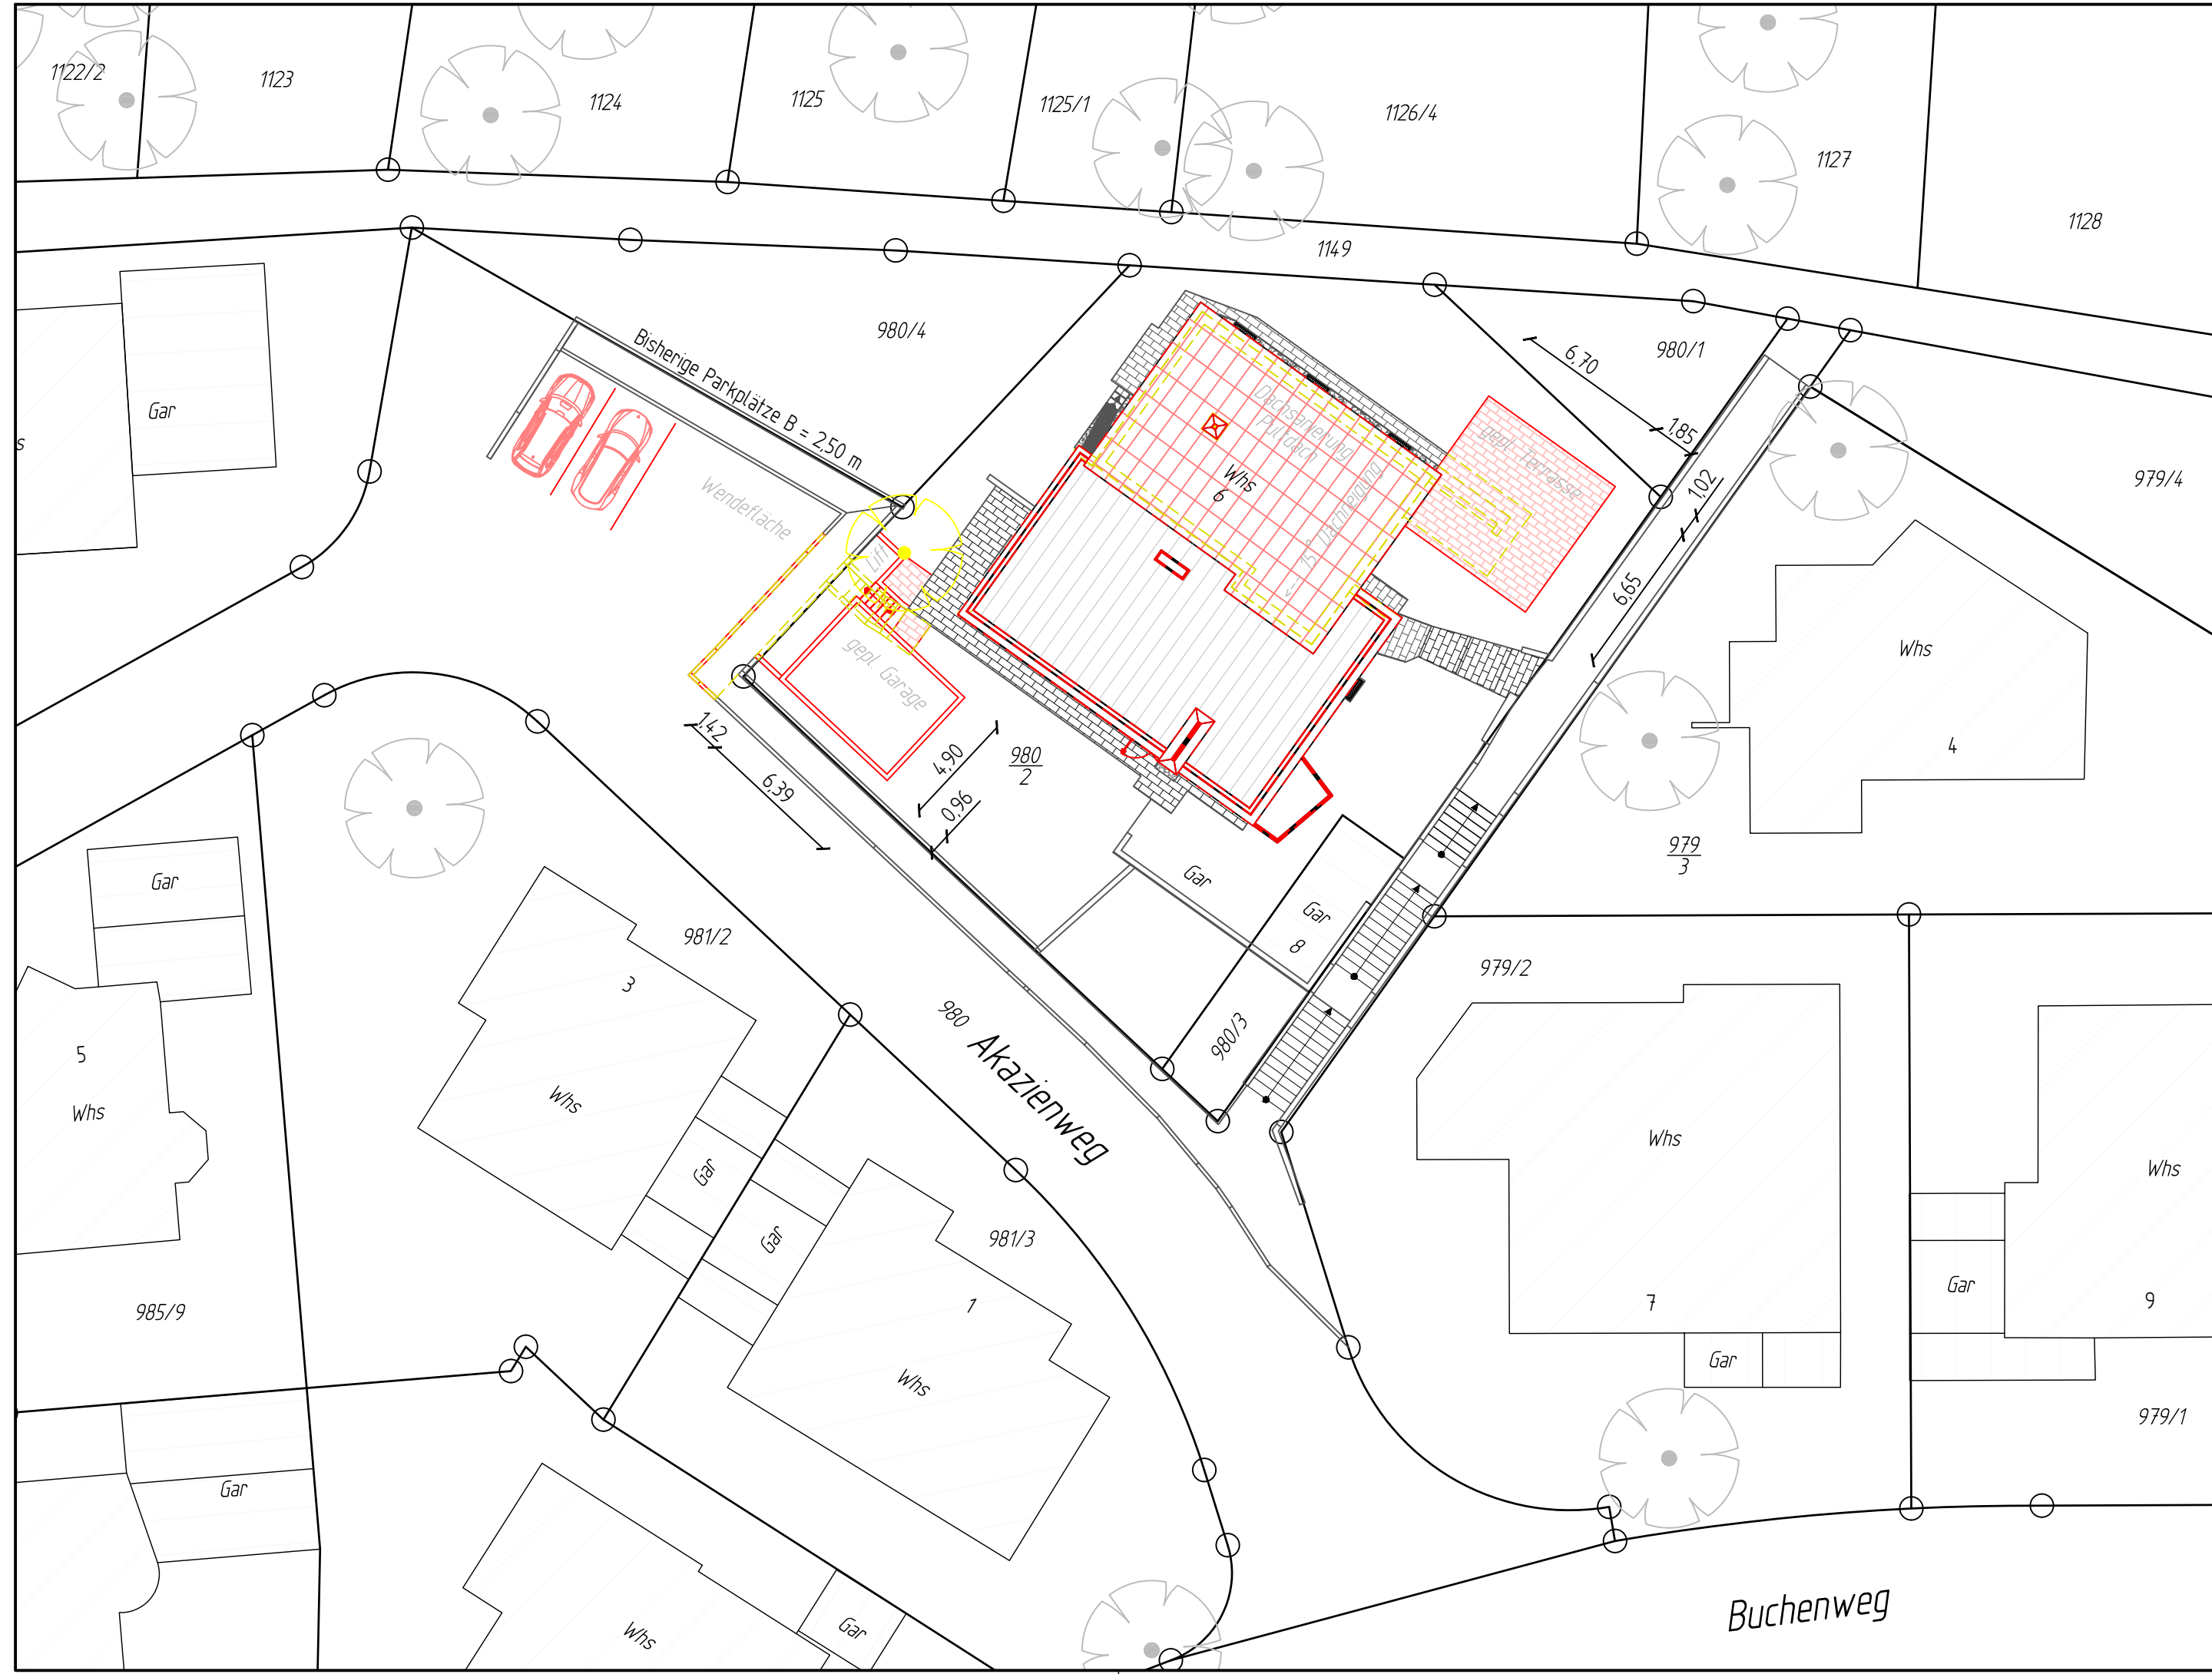 1122/2
1123
1124
1125
1125/1
1126/4
1127
1128
1149
980/4
980/1
979/4
Gar
s
Bisherige Parkplätze B = 2,50 m
Wendefläche
Lift
gepl. Garage
Dachsanierung
Pultdach
Whs
6
<--- 15° Dachneigung
gepl. Terrasse
6,70
1,85
1,02
6,65
1,42
6,39
4,90
0,96
980
2
Whs
4
979
3
Gar
Gar
8
980/3
979/2
Gar
5
Whs
985/9
981/2
3
Whs
Gar
Gar
980
Akazienweg
981/3
1
Whs
Whs
7
Gar
Whs
9
Gar
979/1
Gar
Whs
Gar
Buchenweg